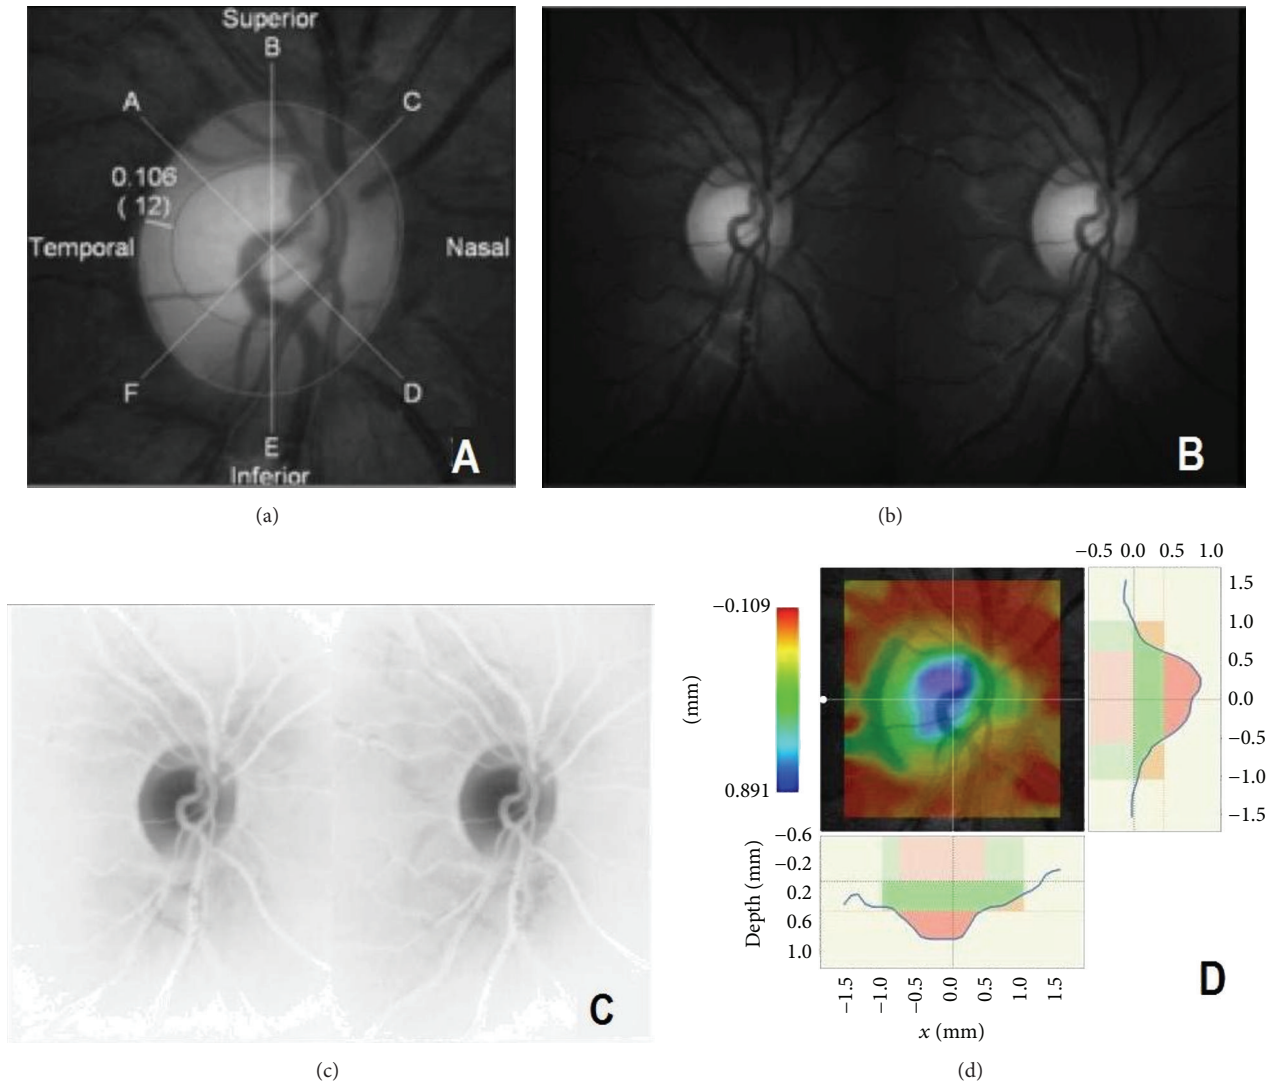 Superior
B
A
C
0.106
( 12)
Temporal
Nasal
F
D
E
Inferior
A
B
(a)
(b)
C
(c)
−0.5 0.0 0.5 1.0
−0.109
(mm)
0.891
1.5
1.0
0.5
0.0
−0.5
−1.0
−1.5
−0.6
−0.2
0.2
0.6
1.0
Depth (mm)
−1.5
−1.0
−0.5
0.0
0.5
1.0
1.5
x (mm)
D
(d)